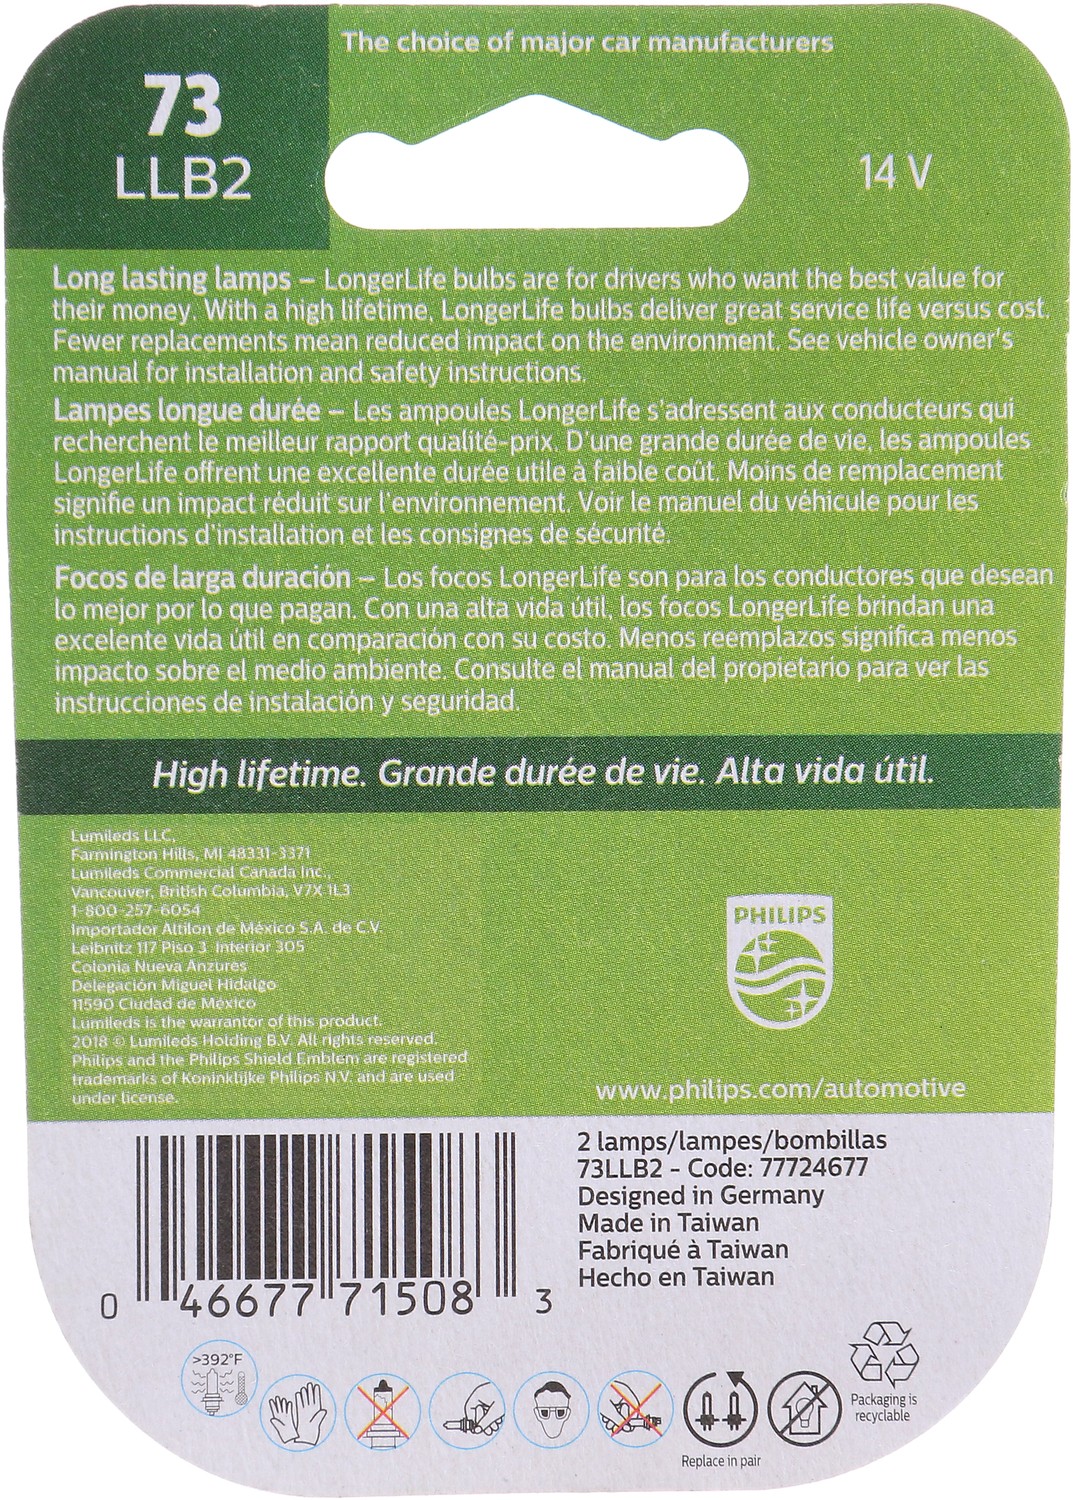 The choice of major car manufacturers
73
LLB2
14 V
Long lasting lamps – LongerLife bulbs are for drivers who want the best value for
their money. With a high lifetime, LongerLife bulbs deliver great service life versus cost.
Fewer replacements mean reduced impact on the environment. See vehicle owner's
manual for installation and safety instructions.
Lampes longue durée – Les ampoules LongerLife s'adressent aux conducteurs qui
recherchent le meilleur rapport qualité-prix. D'une grande durée de vie, les ampoules
LongerLife offrent une excellente durée utile à faible coût. Moins de remplacement
signifie un impact réduit sur l'environnement. Voir le manuel du véhicule pour les
instructions d'installation et les consignes de sécurité.
Focos de larga duración – Los focos LongerLife son para los conductores que desean
lo mejor por lo que pagan. Con una alta vida útil, los focos LongerLife brindan una
excelente vida útil en comparación con su costo. Menos reemplazos significa menos
impacto sobre el medio ambiente. Consulte el manual del propietario para ver las
instrucciones de instalación y seguridad.
High lifetime. Grande durée de vie. Alta vida útil.
Lumileds LLC,
Farmington Hills, MI 48331-3371
Lumileds Commercial Canada Inc.,
Vancouver, British Columbia, V7X 1L3
1-800-257-6054
Importador Altilon de México S.A. de C.V.
Leibnitz 117 Piso 3 Interior 305
Colonia Nueva Anzures
Delegación Miguel Hidalgo
11590 Ciudad de México
Lumileds is the warrantor of this product.
2018 © Lumileds Holding B.V. All rights reserved.
Philips and the Philips Shield Emblem are registered
trademarks of Koninklijke Philips N.V. and are used
under license.
PHILIPS
www.philips.com/automotive
2 lamps/lampes/bombillas
73LLB2 - Code: 77724677
Designed in Germany
Made in Taiwan
Fabriqué à Taiwan
Hecho en Taiwan
0 46677 71508 3
>392°F
Replace in pair
Packaging is
recyclable